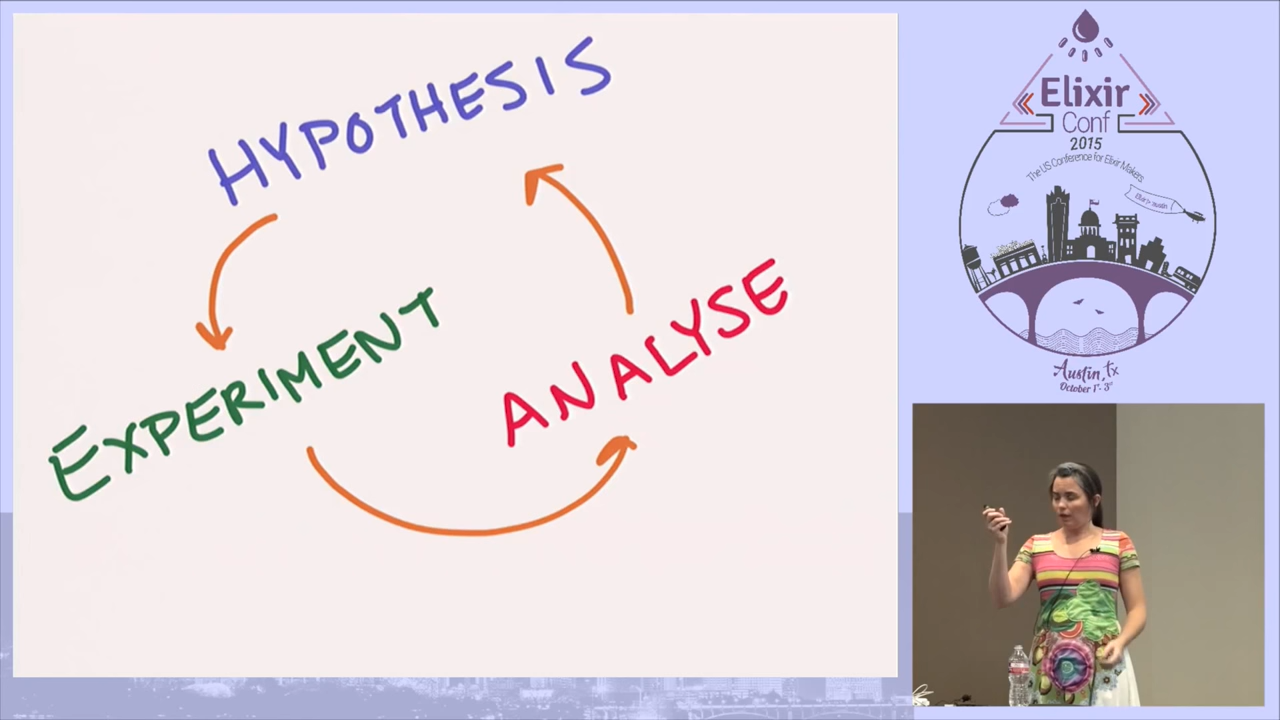 HYPOTHESIS
EXPERIMENT
ANALYSE
Elixir
Conf
2015
The US Conference for Elixir Makers
Austin, Tx
October 1st - 3rd